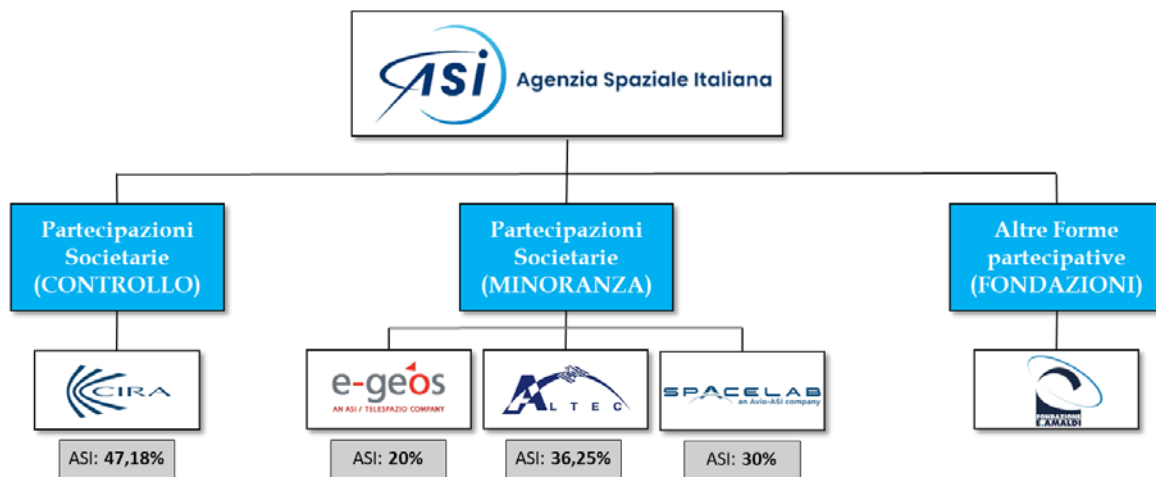 ASI Agenzia Spaziale Italiana
Partecipazioni
Societarie
(CONTROLLO)
Partecipazioni
Societarie
(MINORANZA)
Altre Forme
partecipative
(FONDAZIONI)
CIRA
e-geos
AN ASI / TELESPAZIO COMPANY
ALTEC
SPACELAB
an Avio-ASI company
FONDAZIONE
E.AMALDI
ASI: 47,18%
ASI: 20%
ASI: 36,25%
ASI: 30%